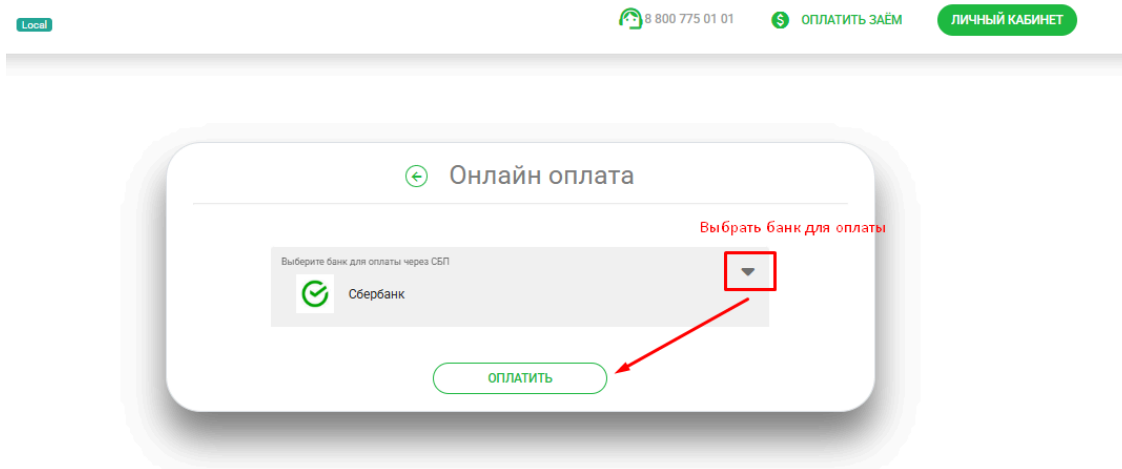 Local
8 800 775 01 01
ОПЛАТИТЬ ЗАЁМ
ЛИЧНЫЙ КАБИНЕТ
Онлайн оплата
Выбрать банк для оплаты
Выберите банк для оплаты через СБП
Сбербанк
ОПЛАТИТЬ